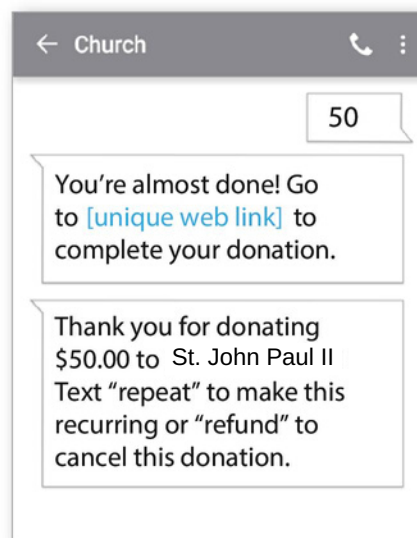 Church
50
You’re almost done! Go
to [unique web link] to
complete your donation.
Thank you for donating
$50.00 to St. John Paul II
Text “repeat” to make this
recurring or “refund” to
cancel this donation.